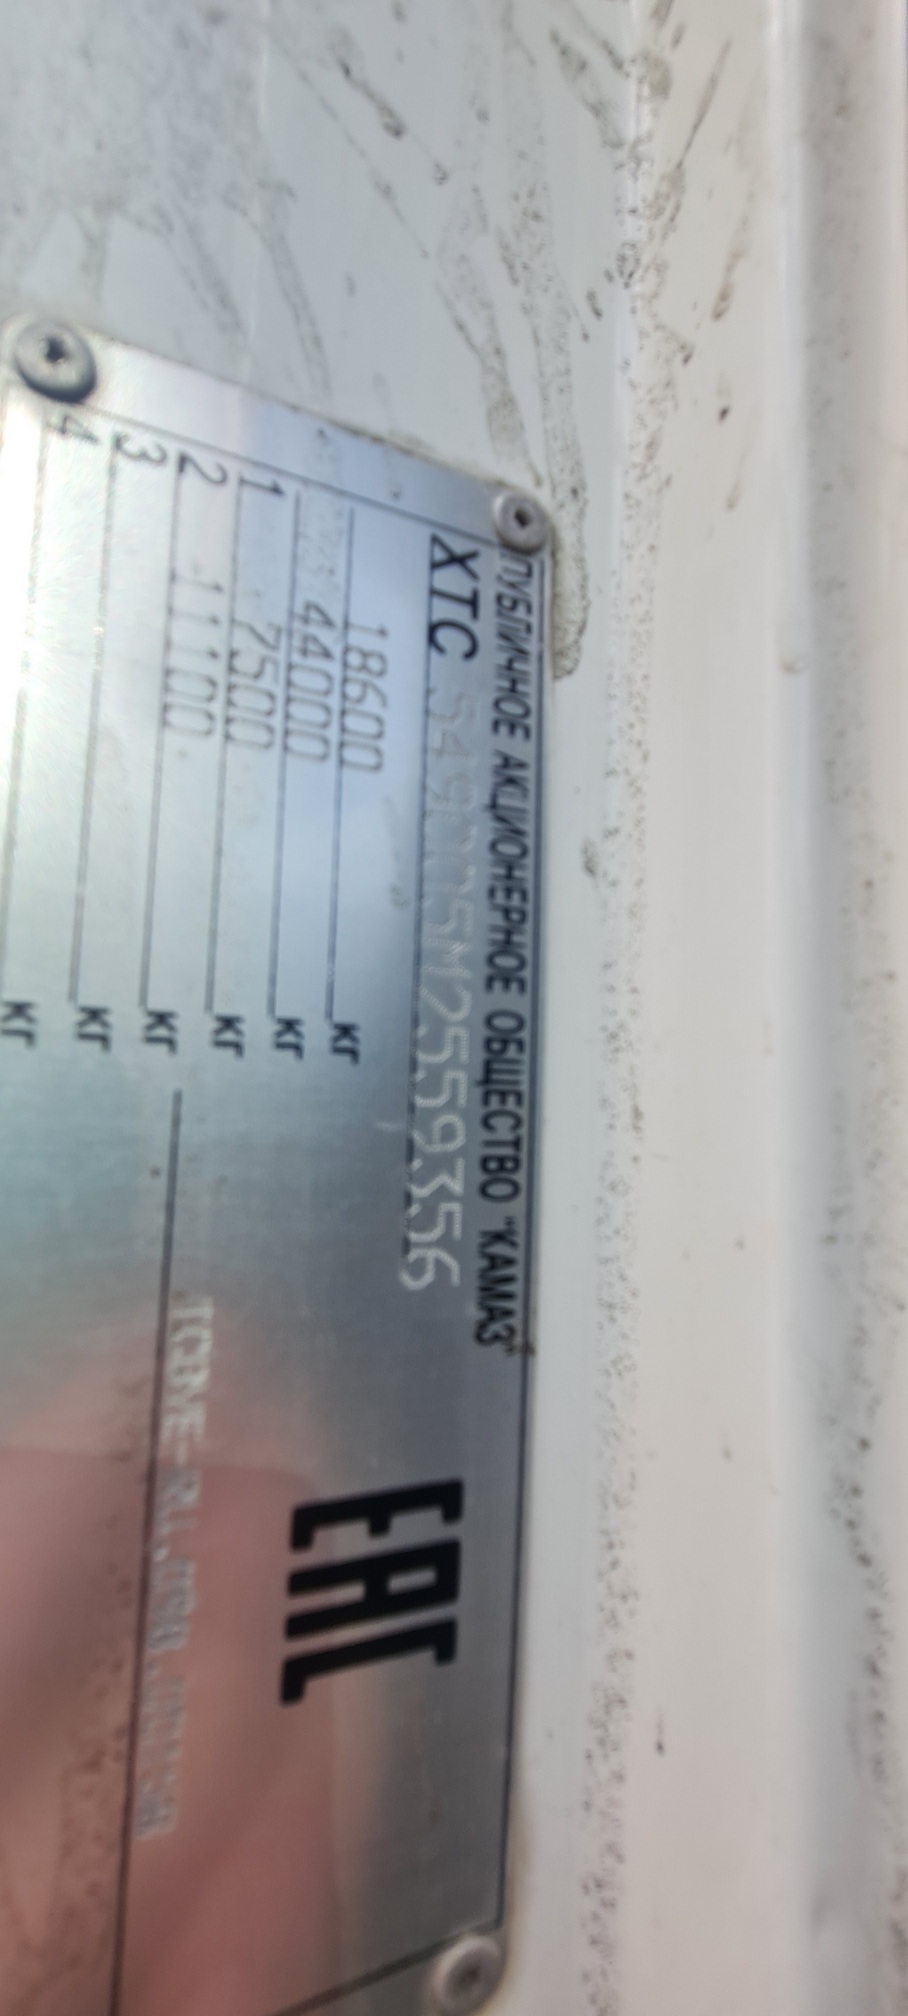 ПУБЛИЧНОЕ АКЦИОНЕРНОЕ ОБЩЕСТВО "КАМАЗ"
XTC
18600 кг
44000 кг
1 7500 кг
2 11100 кг
3 кг
4 кг
EAC